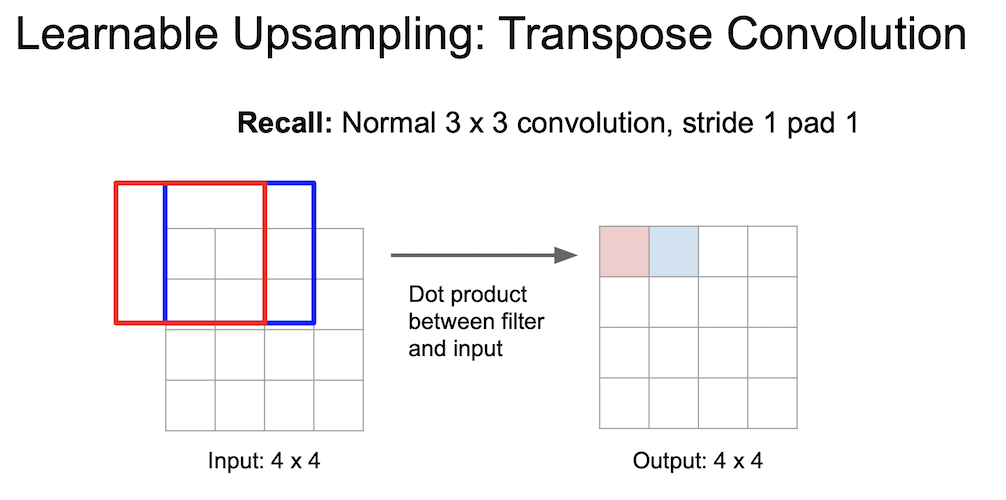 Learnable Upsampling: Transpose Convolution
Recall: Normal 3 x 3 convolution, stride 1 pad 1
Dot product
between filter
and input
Input: 4 x 4
Output: 4 x 4